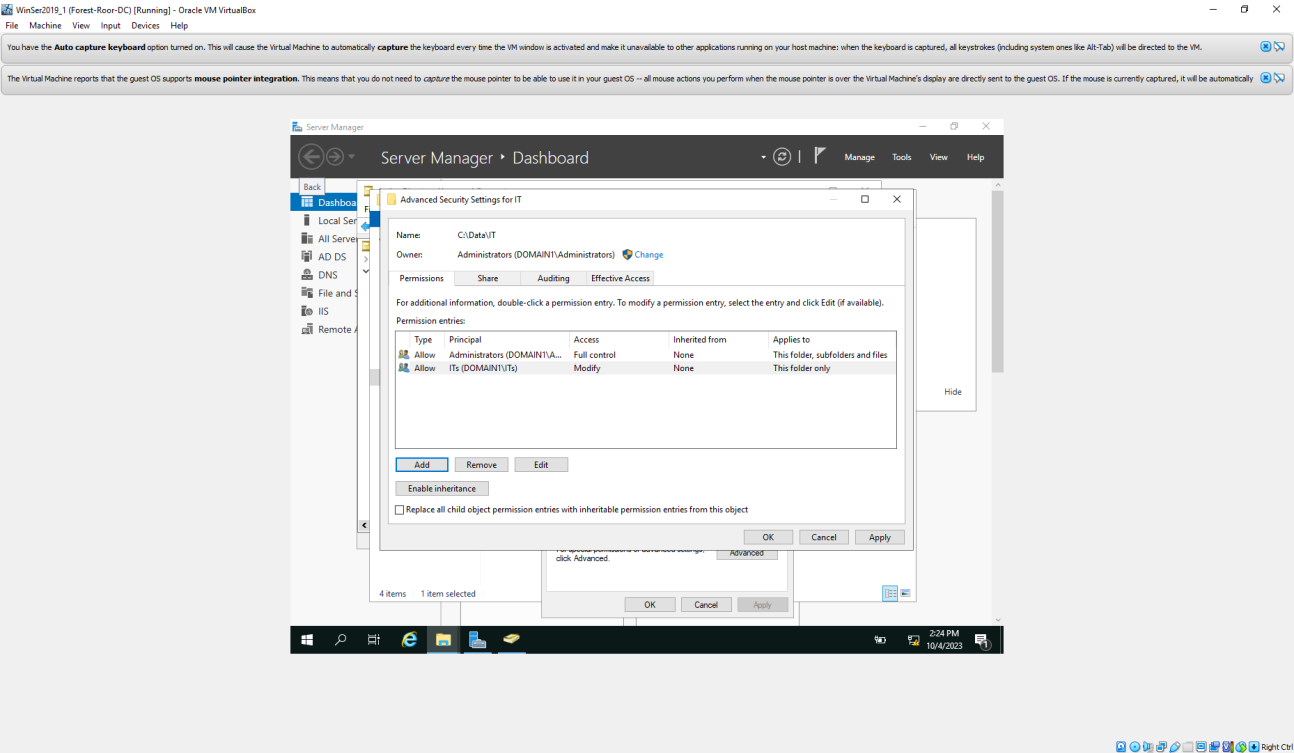 WinSer2019_1 (Forest-Roor-DC) [Running] - Oracle VM VirtualBox
File Machine View Input Devices Help
You have the Auto capture keyboard option turned on. This will cause the Virtual Machine to automatically capture the keyboard every time the VM window is activated and make it unavailable to other applications running on your host machine: when the keyboard is captured, all keystrokes (including system ones like Alt-Tab) will be directed to the VM.
The Virtual Machine reports that the guest OS supports mouse pointer integration. This means that you do not need to capture the mouse pointer to be able to use it in your guest OS -- all mouse actions you perform when the mouse pointer is over the Virtual Machine's display are directly sent to the guest OS. If the mouse is currently captured, it will be automatically
Server Manager
Server Manager • Dashboard
Manage Tools View Help
Back
Dashboa
Local Ser
All Server
AD DS
DNS
File and S
IIS
Remote A
Advanced Security Settings for IT
Name: C:\Data\IT
Owner: Administrators (DOMAIN1\Administrators) Change
Permissions Share Auditing Effective Access
For additional information, double-click a permission entry. To modify a permission entry, select the entry and click Edit (if available).
Permission entries:
Type Principal Access Inherited from Applies to
Allow Administrators (DOMAIN1\A... Full control None This folder, subfolders and files
Allow ITs (DOMAIN1\ITs) Modify None This folder only
Hide
Add Remove Edit
Enable inheritance
Replace all child object permission entries with inheritable permission entries from this object
OK Cancel Apply
click Advanced.
Advanced
4 items 1 item selected
OK Cancel Apply
2:24 PM
10/4/2023
1
Right Ctrl